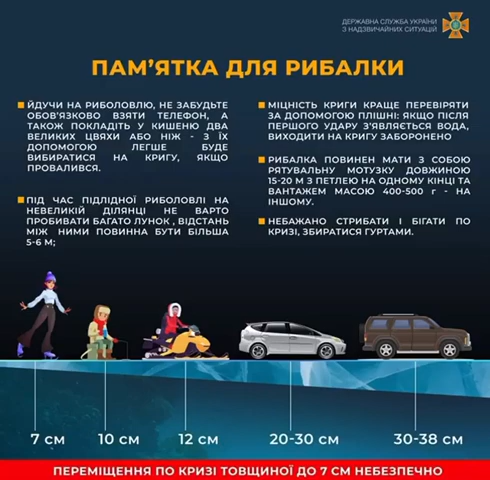 ДЕРЖАВНА СЛУЖБА УКРАЇНИ
З НАДЗВИЧАЙНИХ СИТУАЦІЙ
ПАМ'ЯТКА ДЛЯ РИБАЛКИ
ЙДУЧИ НА РИБОЛОВЛЮ, НЕ ЗАБУДЬТЕ
ОБОВ'ЯЗКОВО ВЗЯТИ ТЕЛЕФОН, А
ТАКОЖ ПОКЛАДІТЬ У КИШЕНЮ ДВА
ВЕЛИКИХ ЦВЯХИ АБО НІЖ - З ЇХ
ДОПОМОГОЮ ЛЕГШЕ БУДЕ
ВИБИРАТИСЯ НА КРИГУ, ЯКЩО
ПРОВАЛИВСЯ.
ПІД ЧАС ПІДЛІДНОЇ РИБОЛОВЛІ НА
НЕВЕЛИКІЙ ДІЛЯНЦІ НЕ ВАРТО
ПРОБИВАТИ БАГАТО ЛУНОК , ВІДСТАНЬ
МІЖ НИМИ ПОВИННА БУТИ БІЛЬША
5-6 М;
МІЦНІСТЬ КРИГИ КРАЩЕ ПЕРЕВІРЯТИ
ЗА ДОПОМОГОЮ ПЛІШНІ: ЯКЩО ПІСЛЯ
ПЕРШОГО УДАРУ З'ЯВЛЯЄТЬСЯ ВОДА,
ВИХОДИТИ НА КРИГУ ЗАБОРОНЕНО
РИБАЛКА ПОВИНЕН МАТИ З СОБОЮ
РЯТУВАЛЬНУ МОТУЗКУ ДОВЖИНОЮ
15-20 М З ПЕТЛЕЮ НА ОДНОМУ КІНЦІ ТА
ВАНТАЖЕМ МАСОЮ 400-500 г - НА
ІНШОМУ.
НЕБАЖАНО СТРИБАТИ І БІГАТИ ПО
КРИЗІ, ЗБИРАТИСЯ ГУРТАМИ.
7 СМ
10 СМ
12 СМ
20-30 СМ
30-38 СМ
ПЕРЕМІЩЕННЯ ПО КРИЗІ ТОВЩИНОЇ ДО 7 СМ НЕБЕЗПЕЧНО